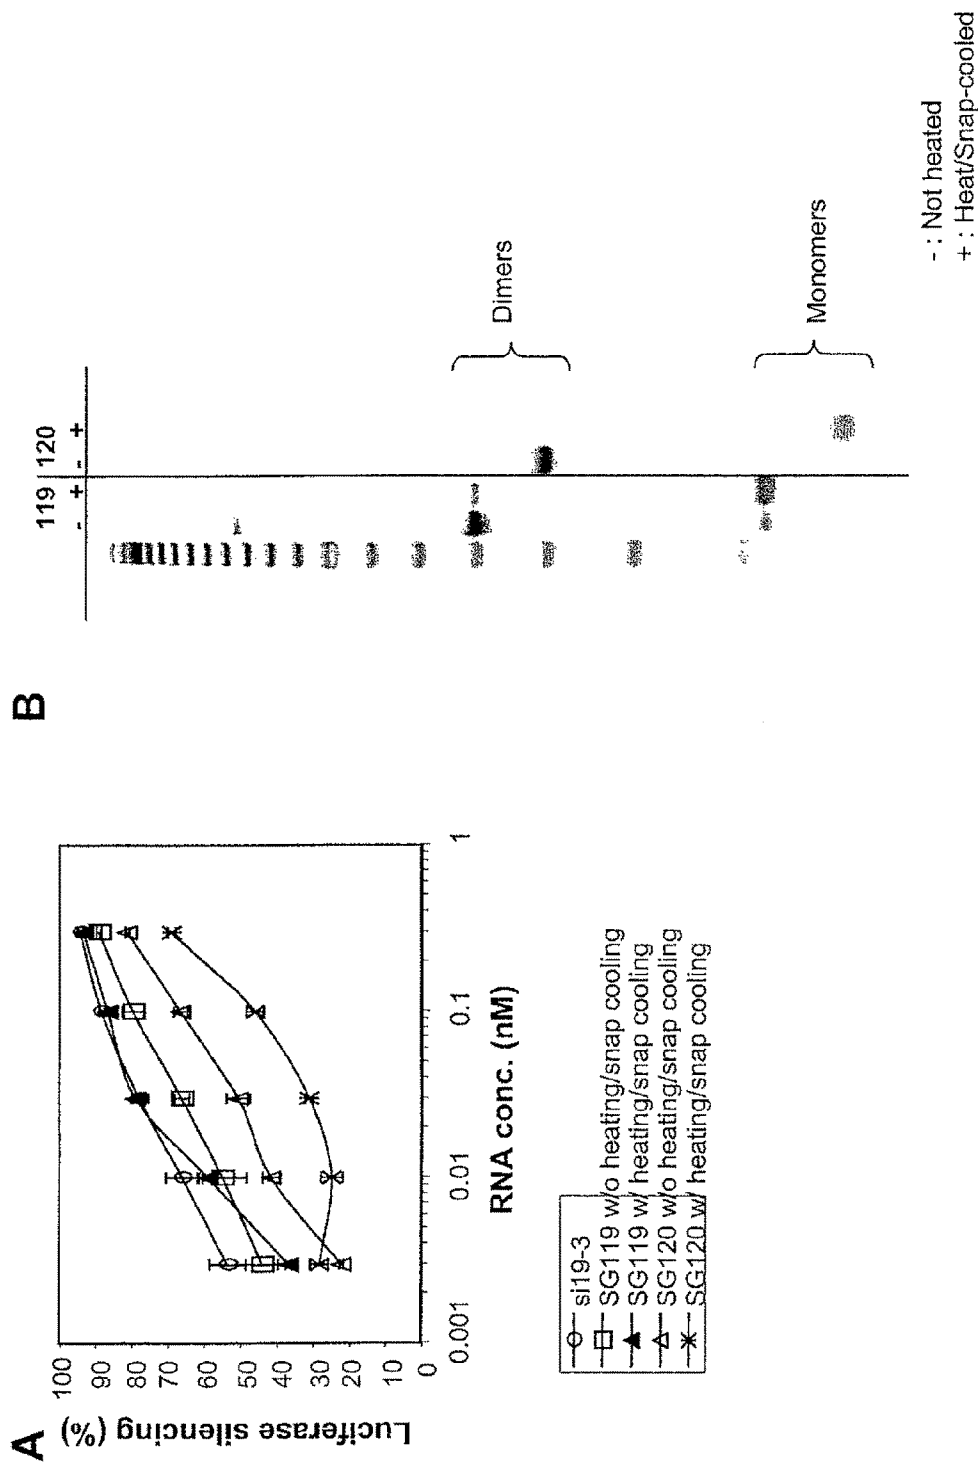 A
Luciferase silencing (%)
100
90
80
70
60
50
40
30
20
10
0
0.001
0.01
0.1
1
RNA conc. (nM)
si19-3
SG119 w/o heating/snap cooling
SG119 w/ heating/snap cooling
SG120 w/o heating/snap cooling
SG120 w/ heating/snap cooling
B
119 120
- + - +
Dimers
Monomers
- : Not heated
+ : Heat/Snap-cooled